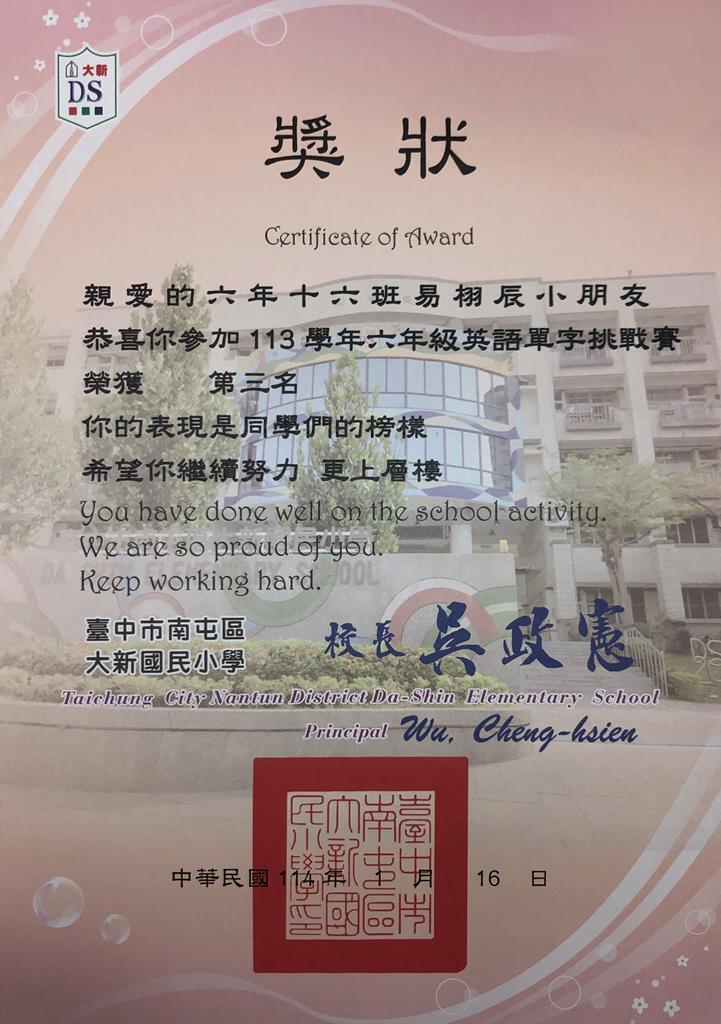 大新
DS
獎狀
Certificate of Award
親愛的六年十六班易栩辰小朋友
恭喜你參加113學年六年級英語單字挑戰賽
榮獲 第三名
你的表現是同學們的榜樣
希望你繼續努力 更上層樓
You have done well on the school activity.
We are so proud of you.
Keep working hard.
臺中市南屯區
大新國民小學
校長 吳政憲
Taichung City Nantun District Da-Shin Elementary School
Principal Wu, Cheng-hsien
臺中市南屯區大新國民小學印
中華民國 114 年 1 月 16 日